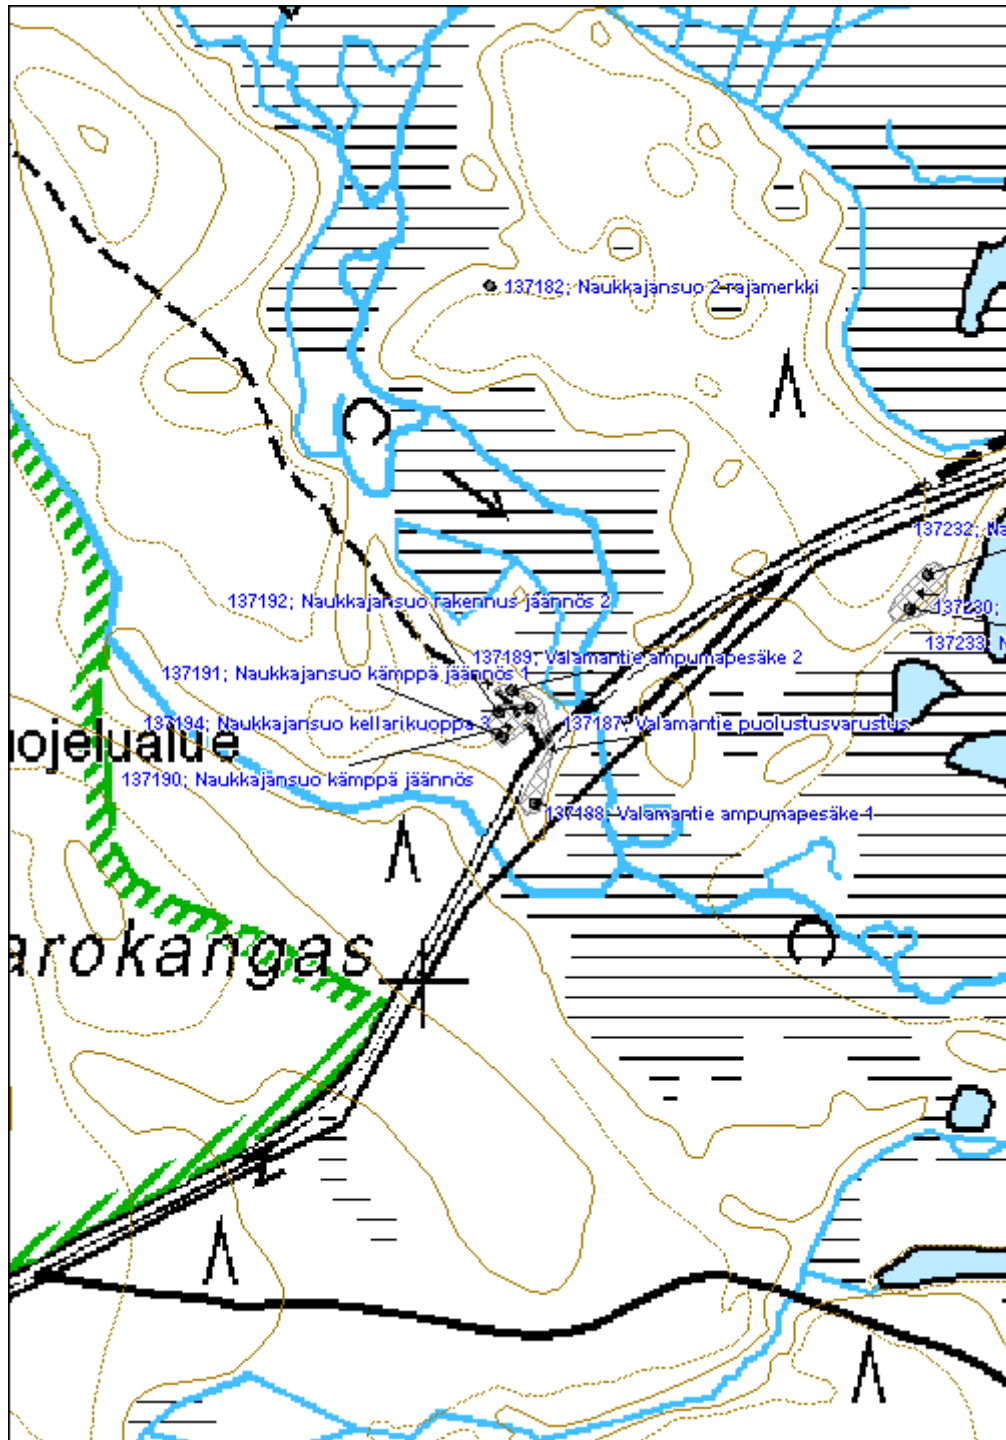 137182; Naukkajansuo 2 rajamerkki
137232; Na
137192; Naukkajansuo rakennus jäännös 2
137230;
137233; N
137189; Valamantie ampumapesäke 2
137191; Naukkajansuo kämppä jäännös 1
137194; Naukkajansuo kellarikuoppa 3
137187; Valamantie puolustusvarustus
uojelualue
137190; Naukkajansuo kämppä jäännös
137188; Valamantie ampumapesäke 1
arokangas